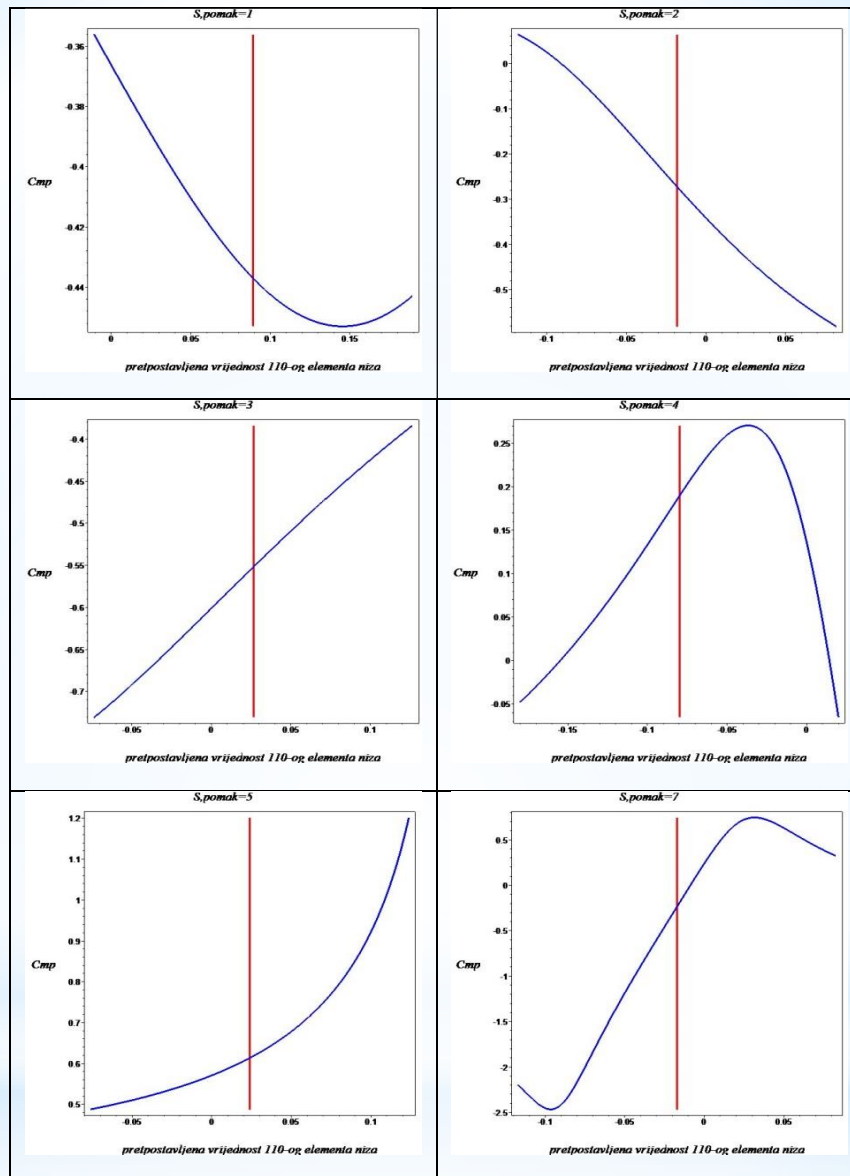 S,pomak=1
-0.36
-0.38
-0.4
Cmp
-0.42
-0.44
0 0.05 0.15
pretpostavljena vrijednost 110-og elementa niza
S,pomak=2
0
-0.1
-0.2
Cmp
-0.3
-0.4
-0.5
-0.1 -0.05 0 0.05
pretpostavljena vrijednost 110-og elementa niza
S,pomak=3
-0.4
-0.45
-0.5
-0.55
Cmp
-0.6
-0.65
-0.7
-0.05 0 0.05 0.1
pretpostavljena vrijednost 110-og elementa niza
S,pomak=4
0.25
0.2
0.15
Cmp
0.1
0.05
0
-0.05
-0.15 -0.1 -0.05 0
pretpostavljena vrijednost 110-og elementa niza
S,pomak=5
1.2
1.1
1
0.9
Cmp
0.8
0.7
0.6
0.5
-0.05 0 0.05 0.1
pretpostavljena vrijednost 110-og elementa niza
S,pomak=7
0.5
0
-0.5
Cmp
-1
-1.5
-2
-2.5
-0.1 -0.05 0 0.05
pretpostavljena vrijednost 110-og elementa niza